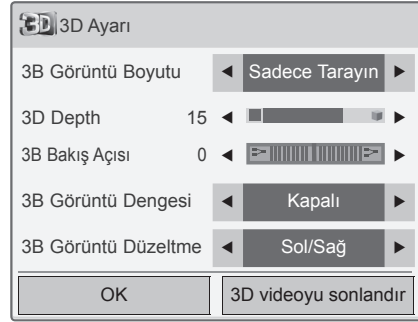 3D 3D Ayarı
3B Görüntü Boyutu Sadece Tarayın
3D Depth 15
3B Bakış Açısı 0
3B Görüntü Dengesi Kapalı
3B Görüntü Düzeltme Sol/Sağ
OK 3D videoyu sonlandır